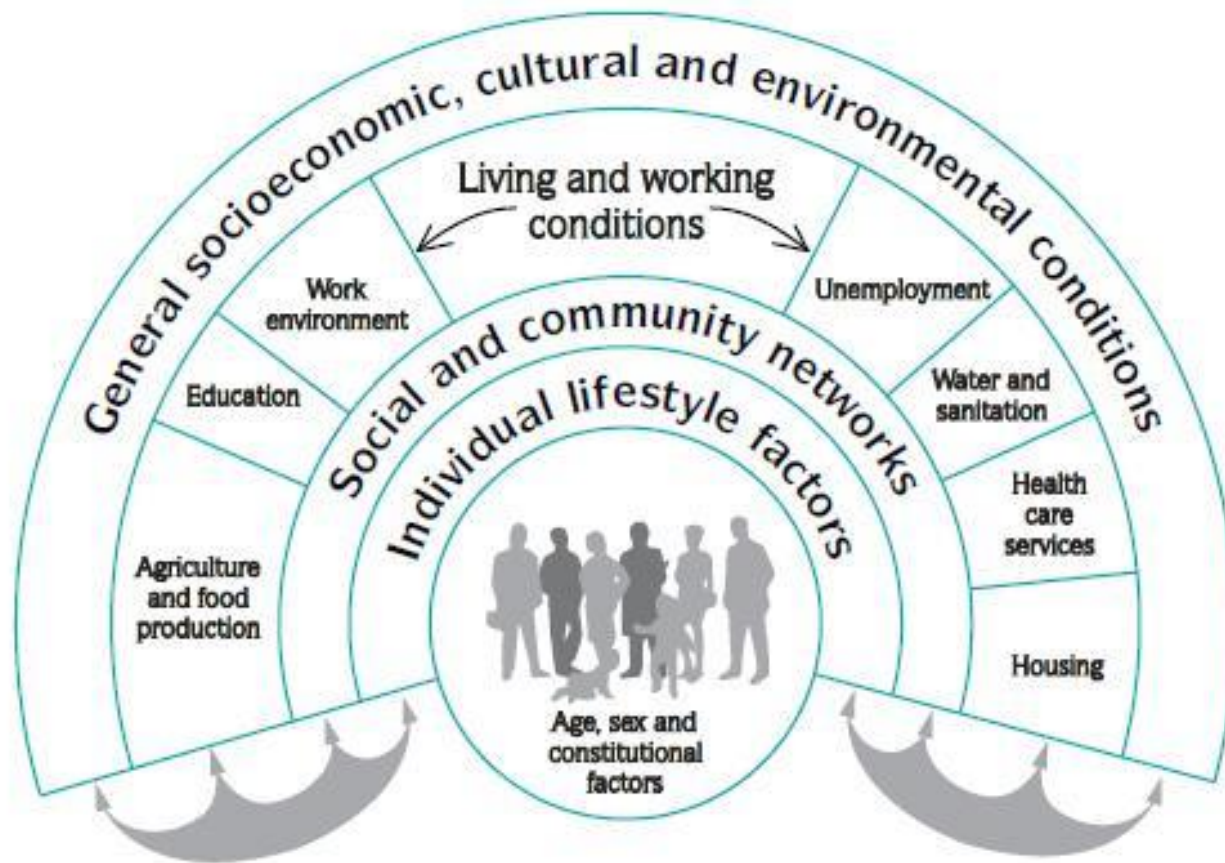 General socioeconomic, cultural and environmental conditions
Living and working
conditions
Work
environment
Unemployment
Education
Water and
sanitation
Agriculture
and food
production
Health
care
services
Housing
Social and community networks
Individual lifestyle factors
Age, sex and
constitutional
factors